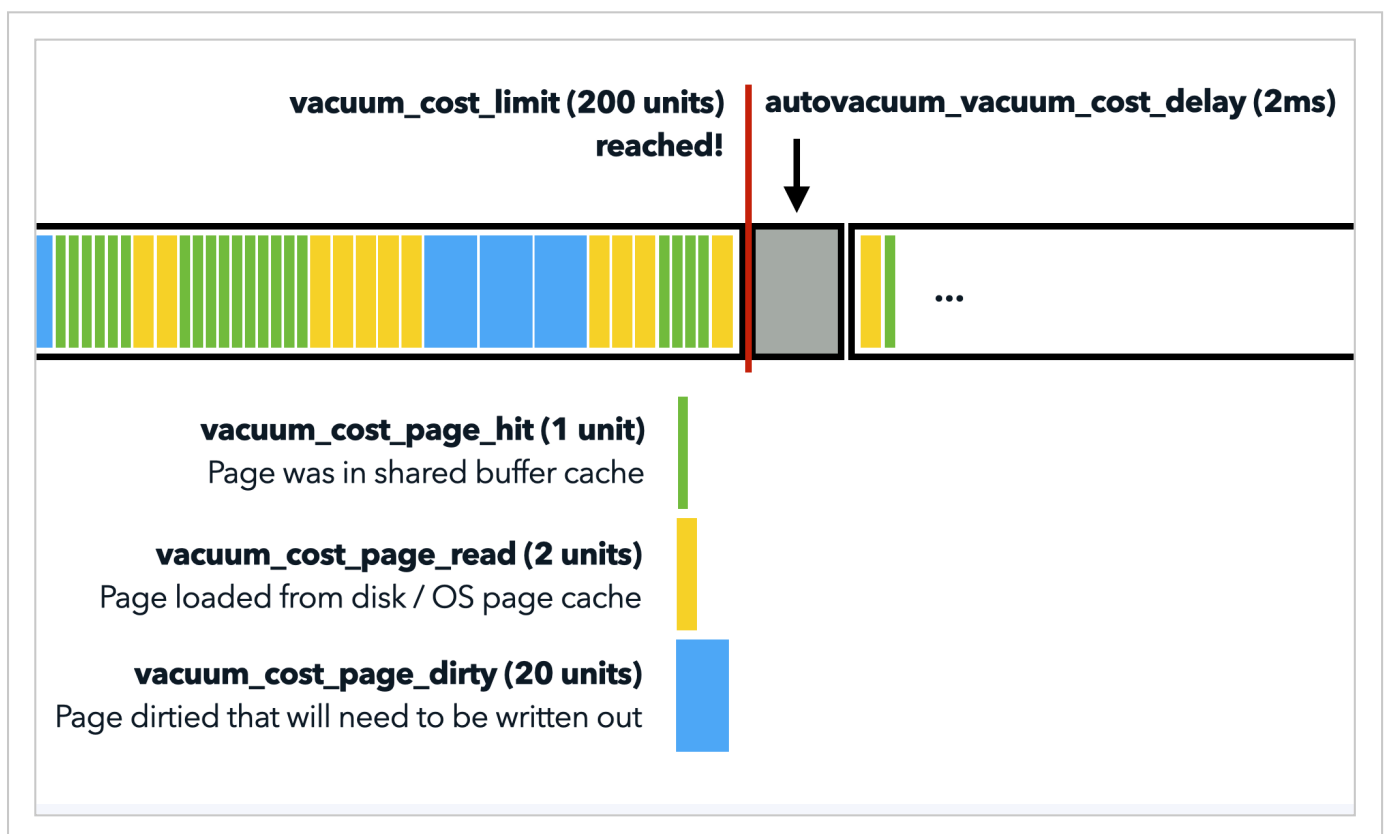 vacuum_cost_limit (200 units) autovacuum_vacuum_cost_delay (2ms)
reached!
...
vacuum_cost_page_hit (1 unit)
Page was in shared buffer cache
vacuum_cost_page_read (2 units)
Page loaded from disk / OS page cache
vacuum_cost_page_dirty (20 units)
Page dirtied that will need to be written out